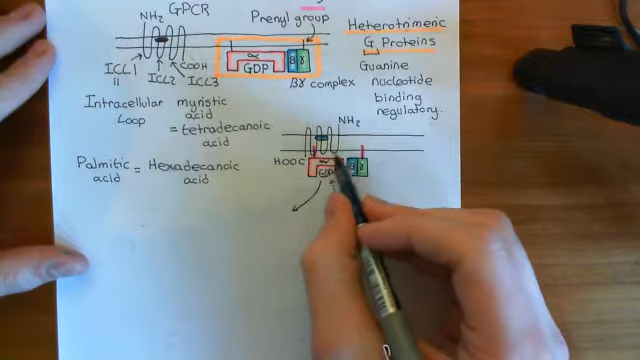 GPCR
NH₂
Prenyl group
Heterotrimeric
G Proteins
Guanine
nucleotide
binding
regulatory.
COOH
ICL1
ICL2
ICL3
α
GDP
β
γ
βγ complex
Intracellular
Loop
myristic
acid
= tetradecanoic
acid
Palmitic
acid
= Hexadecanoic
acid
NH₂
HOOC
α
GDP
γ